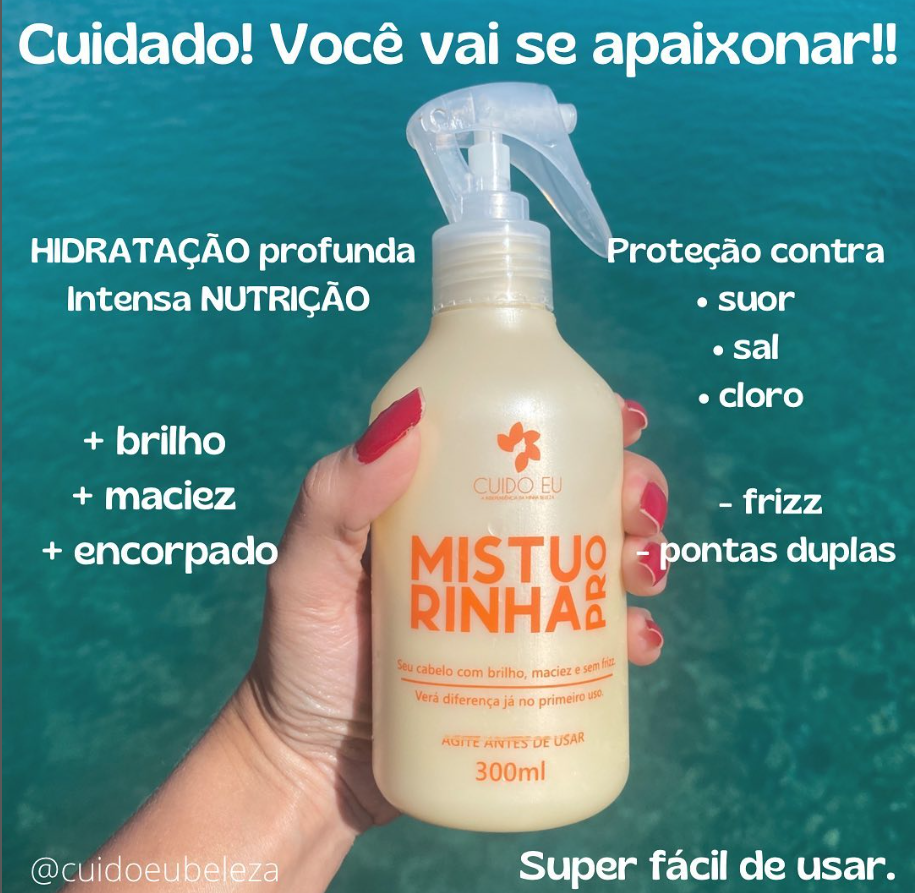 Cuidado! Você vai se apaixonar!!
HIDRATAÇÃO profunda
Intensa NUTRIÇÃO
+ brilho
+ maciez
+ encorpado
Proteção contra
• suor
• sal
• cloro
- frizz
- pontas duplas
CUIDO EU
MISTUO
RINHA
PRO
Seu cabelo com brilho, maciez e sem frizz.
Verá diferença já no primeiro uso.
AGITE ANTES DE USAR
300ml
@cuidoeubeleza
Super fácil de usar.